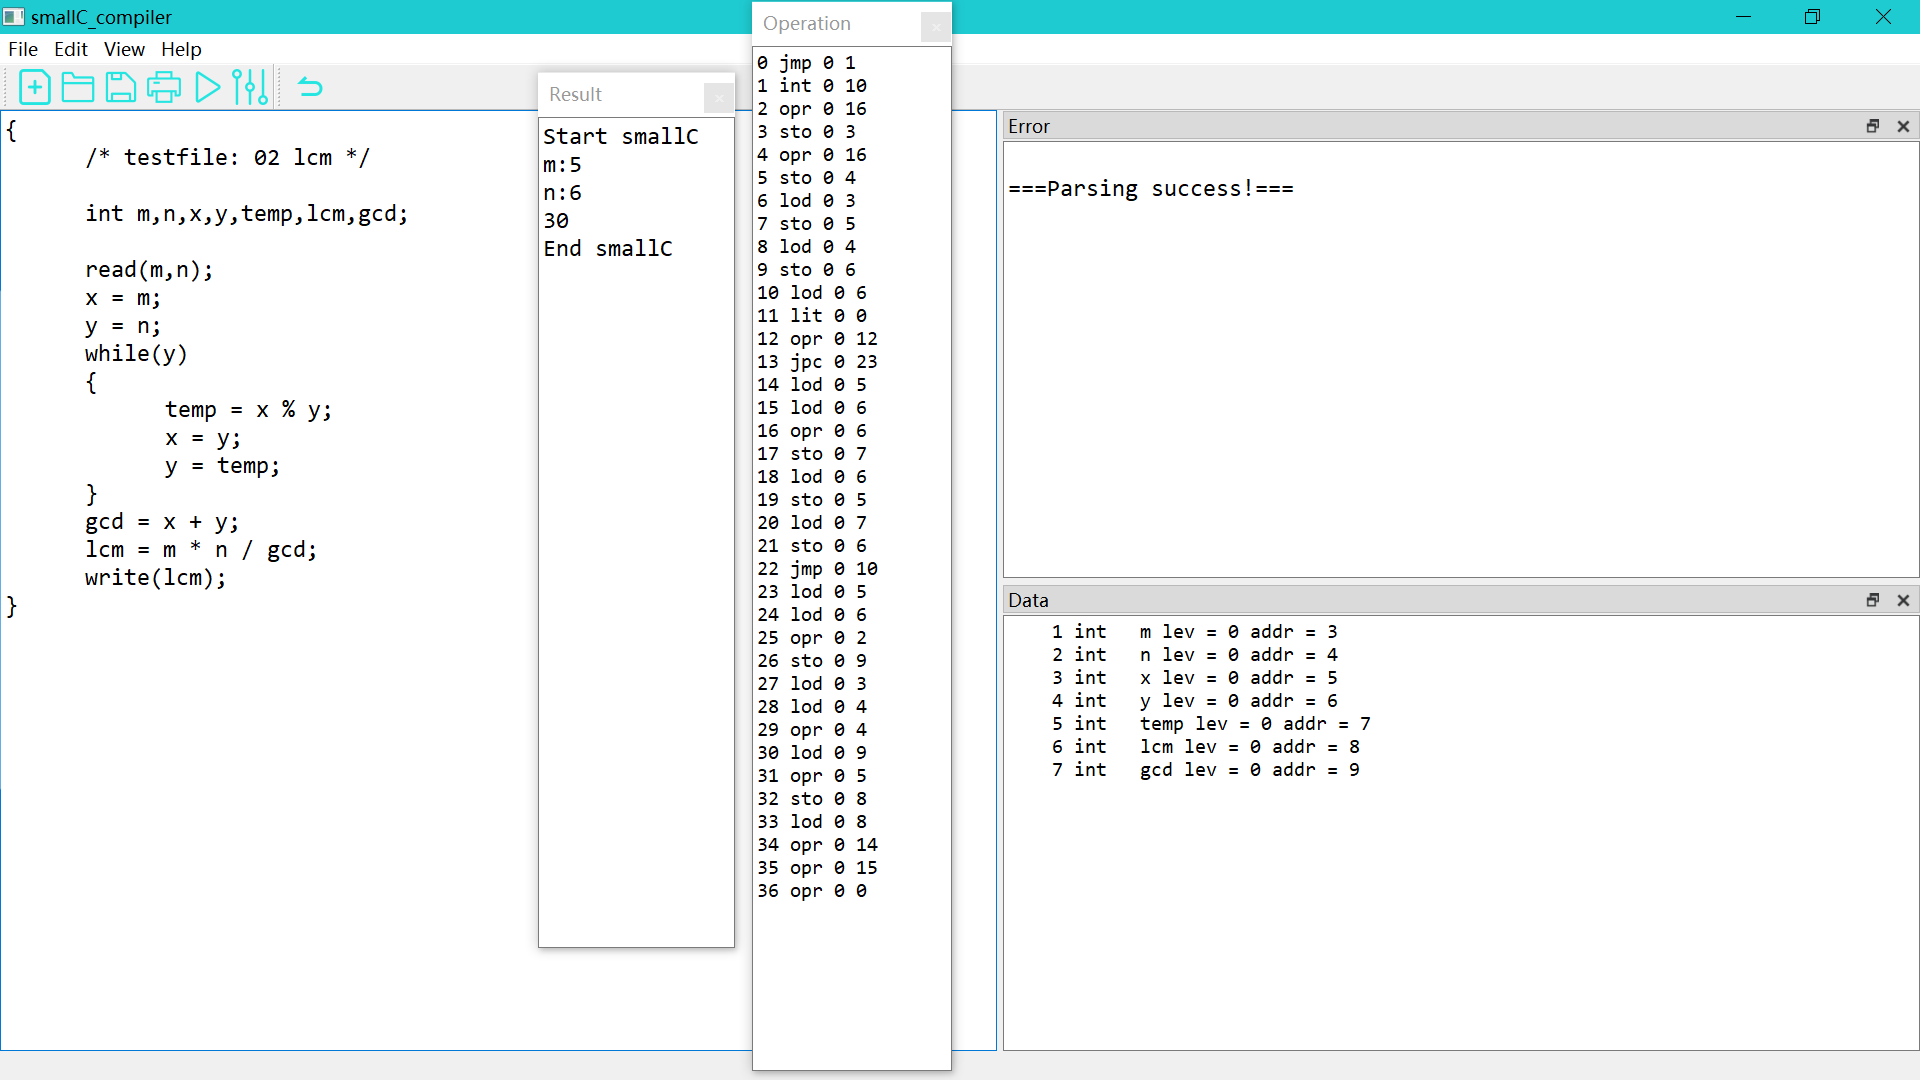 smallC_compiler
File Edit View Help
{
/* testfile: 02 lcm */
int m,n,x,y,temp,lcm,gcd;
read(m,n);
x = m;
y = n;
while(y)
{
temp = x % y;
x = y;
y = temp;
}
gcd = x + y;
lcm = m * n / gcd;
write(lcm);
}
Result
Start smallC
m:5
n:6
30
End smallC
Operation
0 jmp 0 1
1 int 0 10
2 opr 0 16
3 sto 0 3
4 opr 0 16
5 sto 0 4
6 lod 0 3
7 sto 0 5
8 lod 0 4
9 sto 0 6
10 lod 0 6
11 lit 0 0
12 opr 0 12
13 jpc 0 23
14 lod 0 5
15 lod 0 6
16 opr 0 6
17 sto 0 7
18 lod 0 6
19 sto 0 5
20 lod 0 7
21 sto 0 6
22 jmp 0 10
23 lod 0 5
24 lod 0 6
25 opr 0 2
26 sto 0 9
27 lod 0 3
28 lod 0 4
29 opr 0 4
30 lod 0 9
31 opr 0 5
32 sto 0 8
33 lod 0 8
34 opr 0 14
35 opr 0 15
36 opr 0 0
Error
===Parsing success!===
Data
1 int m lev = 0 addr = 3
2 int n lev = 0 addr = 4
3 int x lev = 0 addr = 5
4 int y lev = 0 addr = 6
5 int temp lev = 0 addr = 7
6 int lcm lev = 0 addr = 8
7 int gcd lev = 0 addr = 9